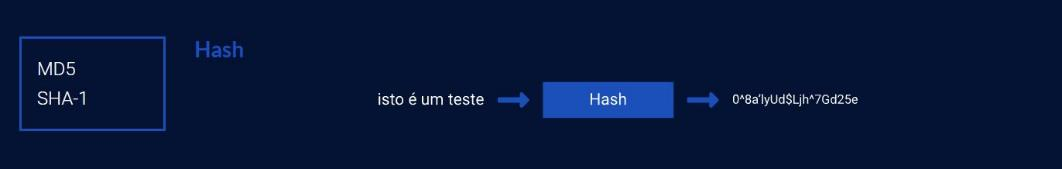 Hash
MD5
SHA-1
isto é um teste
Hash
0^8a'lyUd$Ljh^7Gd25e